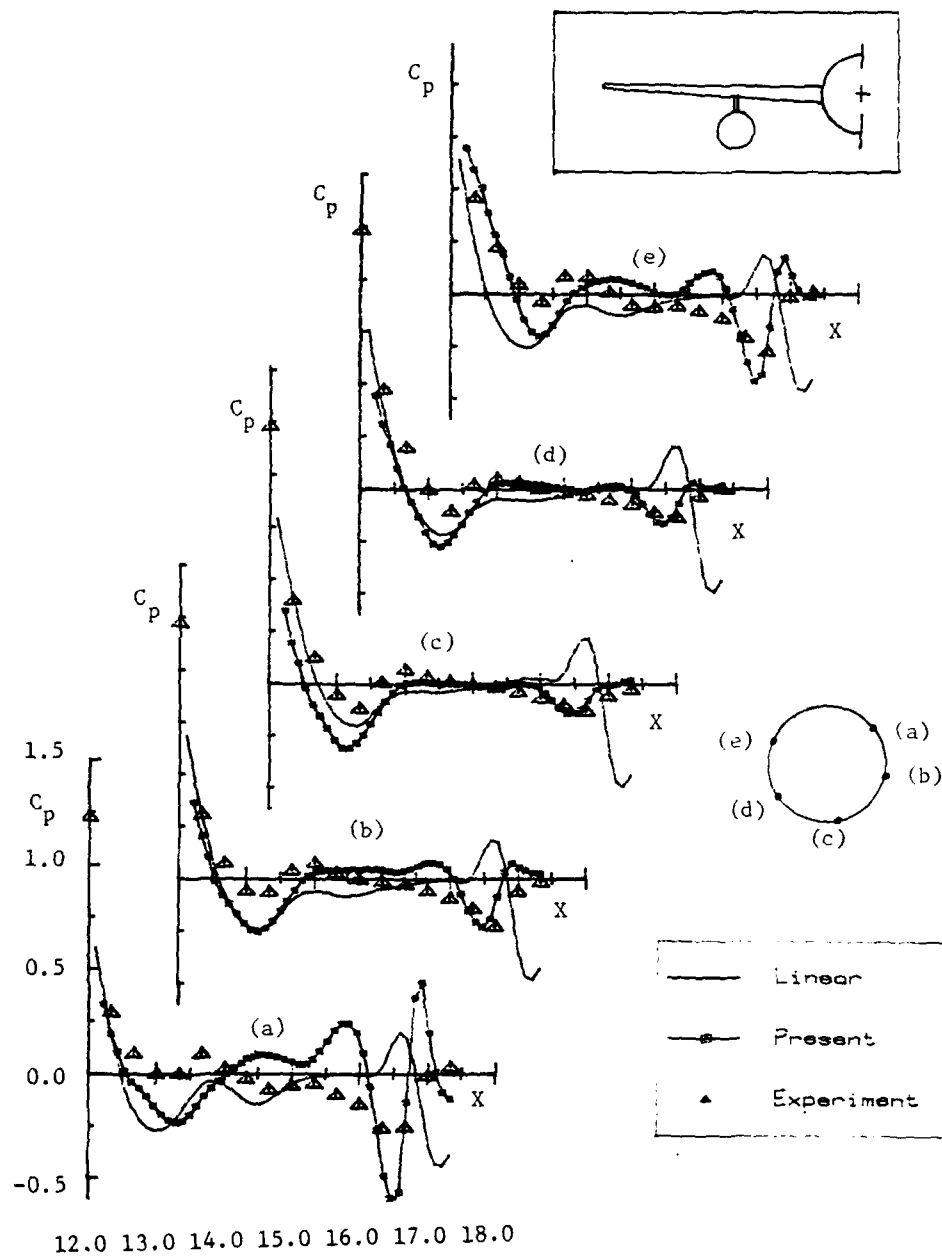 C_p
(e)
X
C_p
(d)
X
C_p
(c)
X
C_p
(b)
X
1.5
C_p
1.0
0.5
(a)
0.0
X
-0.5
12.0 13.0 14.0 15.0 16.0 17.0 18.0
(a)
(e)
(b)
(d)
(c)
Linear
Present
Experiment